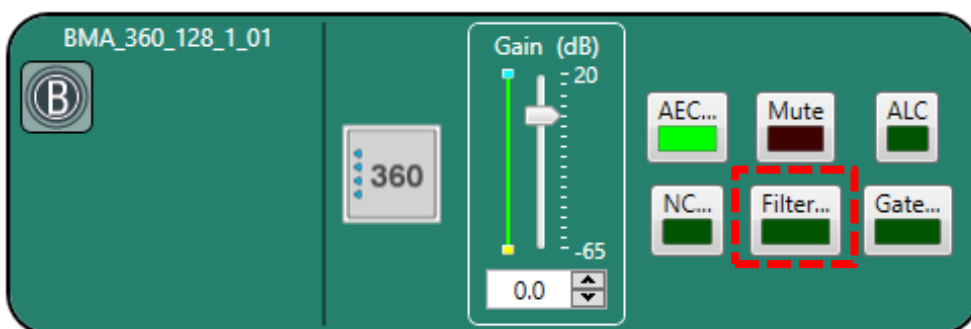 BMA_360_128_1_01
B
360
Gain (dB)
20
-65
0.0
AEC...
Mute
ALC
NC...
Filter...
Gate...